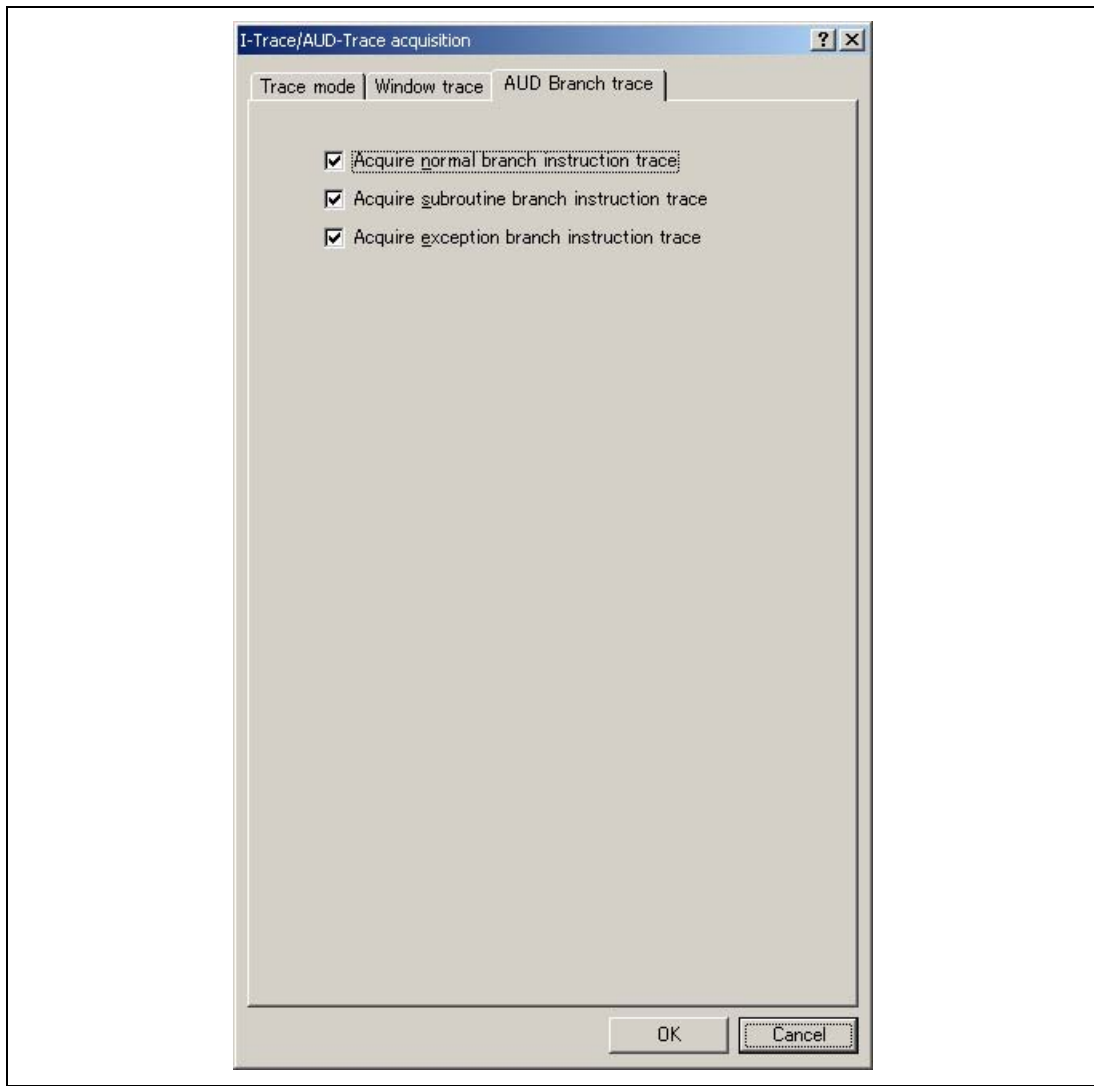 I-Trace/AUD-Trace acquisition
Trace mode Window trace AUD Branch trace
Acquire normal branch instruction trace
Acquire subroutine branch instruction trace
Acquire exception branch instruction trace
OK Cancel